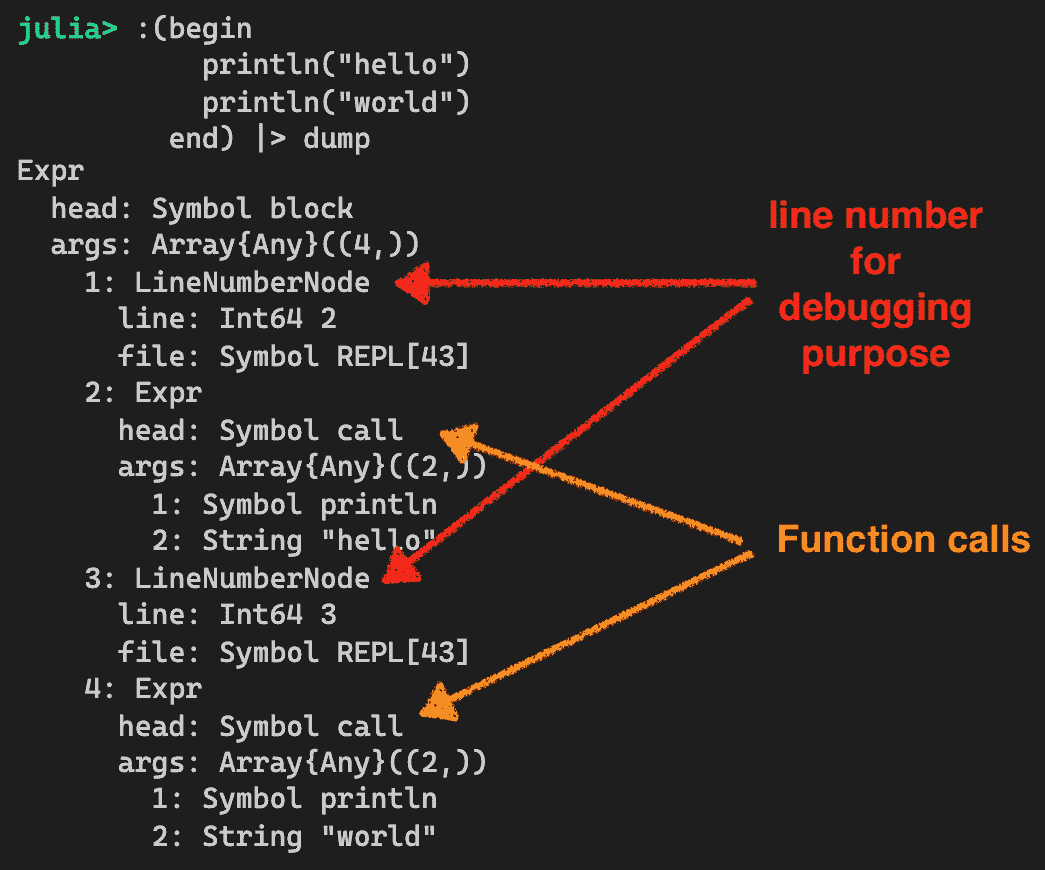 julia> :(begin
println("hello")
println("world")
end) |> dump
Expr
head: Symbol block
args: Array{Any}((4,))
1: LineNumberNode
line: Int64 2
file: Symbol REPL[43]
2: Expr
head: Symbol call
args: Array{Any}((2,))
1: Symbol println
2: String "hello"
3: LineNumberNode
line: Int64 3
file: Symbol REPL[43]
4: Expr
head: Symbol call
args: Array{Any}((2,))
1: Symbol println
2: String "world"
line number
for
debugging
purpose
Function calls